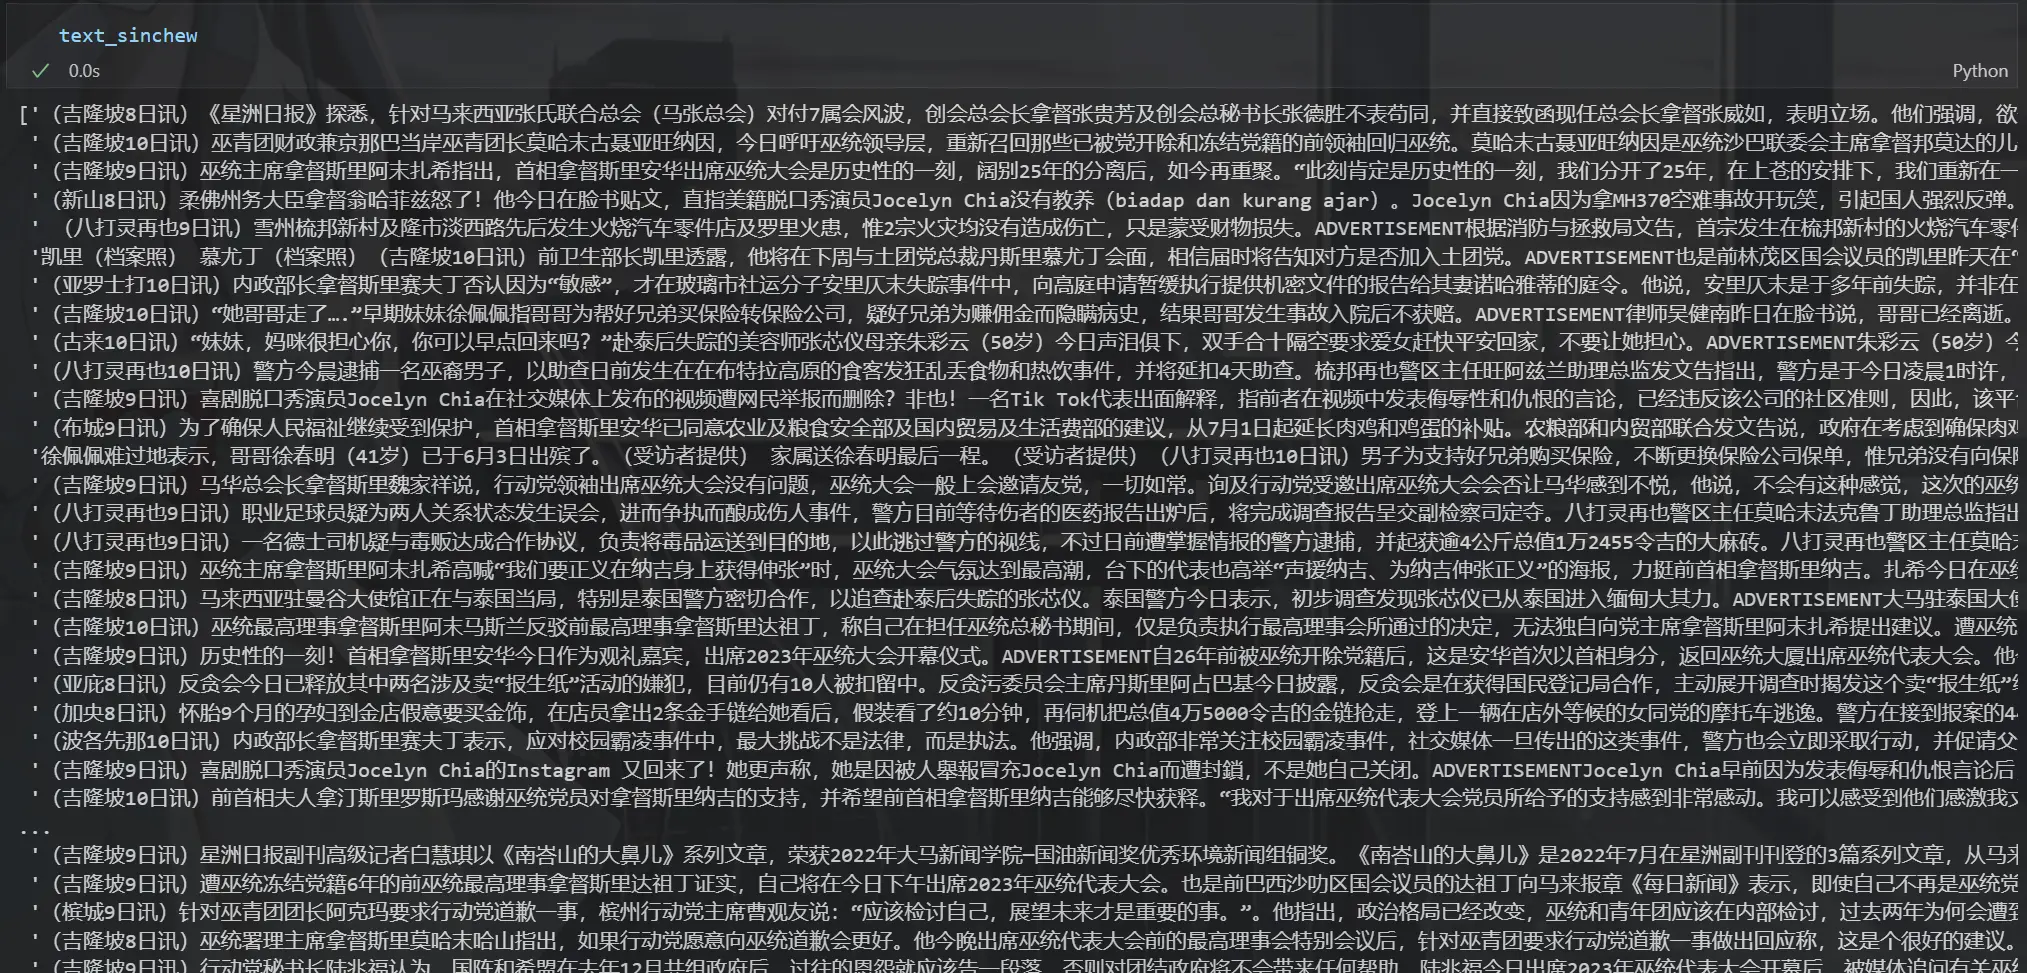 text_sinchew
0.0s
Python
['（吉隆坡8日讯）《星洲日报》探悉，针对马来西亚张氏联合总会（马张总会）对付7属会风波，创会总会长拿督张贵芳及创会总秘书长张德胜不表苟同，并直接致函现任总会长拿督张威如，表明立场。他们强调，欲
'（吉隆坡10日讯）巫青团财政兼京那巴当岸巫青团长莫哈末古聂亚旺纳因，今日呼吁巫统领导层，重新召回那些已被党开除和冻结党籍的前领袖回归巫统。莫哈末古聂亚旺纳因是巫统沙巴联委会主席拿督邦莫达的儿
'（吉隆坡9日讯）巫统主席拿督斯里阿末扎希指出，首相拿督斯里安华出席巫统大会是历史性的一刻，阔别25年的分离后，如今再重聚。“此刻肯定是历史性的一刻，我们分开了25年，在上苍的安排下，我们重新在一
'（新山8日讯）柔佛州务大臣拿督翁哈菲兹怒了！他今日在脸书贴文，直指美籍脱口秀演员Jocelyn Chia没有教养（biadap dan kurang ajar）。Jocelyn Chia因为拿MH370空难事故开玩笑，引起国人强烈反弹。
' （八打灵再也9日讯）雪州梳邦新村及隆市淡西路先后发生火烧汽车零件店及罗里火患，惟2宗火灾均没有造成伤亡，只是蒙受财物损失。ADVERTISEMENT根据消防与拯救局文告，首宗发生在梳邦新村的火烧汽车零
'凯里（档案照） 慕尤丁（档案照）（吉隆坡10日讯）前卫生部长凯里透露，他将在下周与土团党总裁丹斯里慕尤丁会面，相信届时将告知对方是否加入土团党。ADVERTISEMENT也是前林茂区国会议员的凯里昨天在“
'（亚罗士打10日讯）内政部长拿督斯里赛夫丁否认因为“敏感”，才在玻璃市社运分子安里仄末失踪事件中，向高庭申请暂缓执行提供机密文件的报告给其妻诺哈雅蒂的庭令。他说，安里仄末是于多年前失踪，并非在
'（吉隆坡10日讯）“她哥哥走了….”早期妹妹徐佩佩指哥哥为帮好兄弟买保险转保险公司，疑好兄弟为赚佣金而隐瞒病史，结果哥哥发生事故入院后不获赔。ADVERTISEMENT律师吴健南昨日在脸书说，哥哥已经离逝。
'（古来10日讯）“妹妹，妈咪很担心你，你可以早点回来吗？”赴泰后失踪的美容师张芯仪母亲朱彩云（50岁）今日声泪俱下，双手合十隔空要求爱女赶快平安回家，不要让她担心。ADVERTISEMENT朱彩云（50岁）今
'（八打灵再也10日讯）警方今晨逮捕一名巫裔男子，以助查日前发生在在布特拉高原的食客发狂乱丢食物和热饮事件，并将延扣4天助查。梳邦再也警区主任旺阿兹兰助理总监发文告指出，警方是于今日凌晨1时许，
'（吉隆坡9日讯）喜剧脱口秀演员Jocelyn Chia在社交媒体上发布的视频遭网民举报而删除？非也！一名Tik Tok代表出面解释，指前者在视频中发表侮辱性和仇恨的言论，已经违反该公司的社区准则，因此，该平
'（布城9日讯）为了确保人民福祉继续受到保护，首相拿督斯里安华已同意农业及粮食安全部及国内贸易及生活费部的建议，从7月1日起延长肉鸡和鸡蛋的补贴。农粮部和内贸部联合发文告说，政府在考虑到确保肉鸡
'徐佩佩难过地表示，哥哥徐春明（41岁）已于6月3日出殡了。（受访者提供） 家属送徐春明最后一程。（受访者提供）（八打灵再也10日讯）男子为支持好兄弟购买保险，不断更换保险公司保单，惟兄弟没有向保险
'（吉隆坡9日讯）马华总会长拿督斯里魏家祥说，行动党领袖出席巫统大会没有问题，巫统大会一般上会邀请友党，一切如常。询及行动党受邀出席巫统大会会否让马华感到不悦，他说，不会有这种感觉，这次的巫统
'（八打灵再也9日讯）职业足球员疑为两人关系状态发生误会，进而争执而酿成伤人事件，警方目前等待伤者的医药报告出炉后，将完成调查报告呈交副检察司定夺。八打灵再也警区主任莫哈末法克鲁丁助理总监指出
'（八打灵再也9日讯）一名德士司机疑与毒贩达成合作协议，负责将毒品运送到目的地，以此逃过警方的视线，不过日前遭掌握情报的警方逮捕，并起获逾4公斤总值1万2455令吉的大麻砖。八打灵再也警区主任莫哈末
'（吉隆坡9日讯）巫统主席拿督斯里阿末扎希高喊“我们要正义在纳吉身上获得伸张”时，巫统大会气氛达到最高潮，台下的代表也高举“声援纳吉、为纳吉伸张正义”的海报，力挺前首相拿督斯里纳吉。扎希今日在巫统
'（吉隆坡8日讯）马来西亚驻曼谷大使馆正在与泰国当局，特别是泰国警方密切合作，以追查赴泰后失踪的张芯仪。泰国警方今日表示，初步调查发现张芯仪已从泰国进入缅甸大其力。ADVERTISEMENT大马驻泰国大使
'（吉隆坡10日讯）巫统最高理事拿督斯里阿末马斯兰反驳前最高理事拿督斯里达祖丁，称自己在担任巫统总秘书期间，仅是负责执行最高理事会所通过的决定，无法独自向党主席拿督斯里阿末扎希提出建议。遭巫统
'（吉隆坡9日讯）历史性的一刻！首相拿督斯里安华今日作为观礼嘉宾，出席2023年巫统大会开幕仪式。ADVERTISEMENT自26年前被巫统开除党籍后，这是安华首次以首相身分，返回巫统大厦出席巫统代表大会。他
'（亚庇8日讯）反贪会今日已释放其中两名涉及卖“报生纸”活动的嫌犯，目前仍有10人被扣留中。反贪污委员会主席丹斯里阿占巴基今日披露，反贪会是在获得国民登记局合作，主动展开调查时揭发这个卖“报生纸”
'（加央8日讯）怀胎9个月的孕妇到金店假意要买金饰，在店员拿出2条金手链给她看后，假装看了约10分钟，再伺机把总值4万5000令吉的金链抢走，登上一辆在店外等候的女同党的摩托车逃逸。警方在接到报案的4
'（波各先那10日讯）内政部长拿督斯里赛夫丁表示，应对校园霸凌事件中，最大挑战不是法律，而是执法。他强调，内政部非常关注校园霸凌事件，社交媒体一旦传出的这类事件，警方也会立即采取行动，并促请父
'（吉隆坡9日讯）喜剧脱口秀演员Jocelyn Chia的Instagram 又回来了！她更声称，她是因被人舉報冒充Jocelyn Chia而遭封鎖，不是她自己关闭。ADVERTISEMENTJocelyn Chia早前因为发表侮辱和仇恨言论后
'（吉隆坡10日讯）前首相夫人拿汀斯里罗斯玛感谢巫统党员对拿督斯里纳吉的支持，并希望前首相拿督斯里纳吉能够尽快获释。“我对于出席巫统代表大会党员所给予的支持感到非常感动。我可以感受到他们感激我丈
...
'（吉隆坡9日讯）星洲日报副刊高级记者白慧琪以《南峇山的大鼻儿》系列文章，荣获2022年大马新闻学院—国油新闻奖优秀环境新闻组铜奖。《南峇山的大鼻儿》是2022年7月在星洲副刊刊登的3篇系列文章，从马来
'（吉隆坡9日讯）遭巫统冻结党籍6年的前巫统最高理事拿督斯里达祖丁证实，自己将在今日下午出席2023年巫统代表大会。也是前巴西沙叻区国会议员的达祖丁向马来报章《每日新闻》表示，即使自己不再是巫统党
'（槟城9日讯）针对巫青团团长阿克玛要求行动党道歉一事，槟州行动党主席曹观友说：“应该检讨自己，展望未来才是重要的事。”。他指出，政治格局已经改变，巫统和青年团应该在内部检讨，过去两年为何会遭到
'（吉隆坡8日讯）巫统署理主席拿督斯里莫哈末哈山指出，如果行动党愿意向巫统道歉会更好。他今晚出席巫统代表大会前的最高理事会特别会议后，针对巫青团要求行动党道歉一事做出回应称，这是个很好的建议。
'（吉隆坡9日讯）行动党秘书长陆兆福认为，国阵和希盟在去年12月共组政府后，过往的恩怨就应该告一段落，否则对团结政府将不会带来任何帮助。陆兆福今日出席2023年巫统代表大会开幕后，被媒体追问有关巫